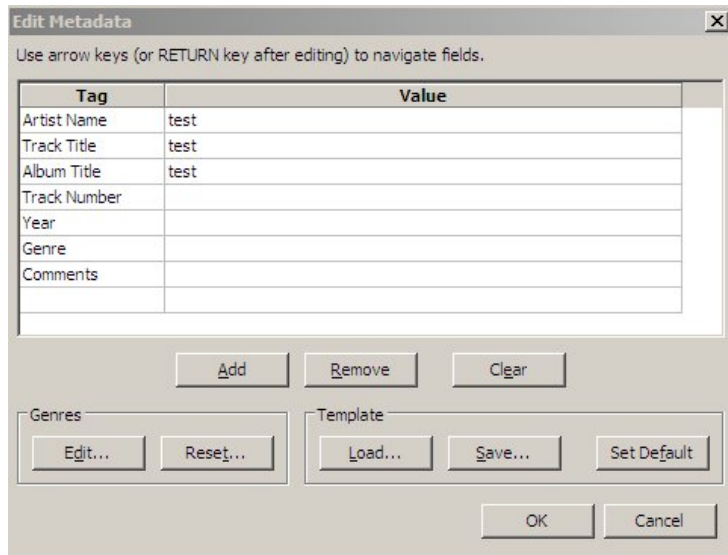 Edit Metadata
Use arrow keys (or RETURN key after editing) to navigate fields.
Tag Value
Artist Name test
Track Title test
Album Title test
Track Number
Year
Genre
Comments
Add Remove Clear
Genres Template
Edit... Reset... Load... Save... Set Default
OK Cancel